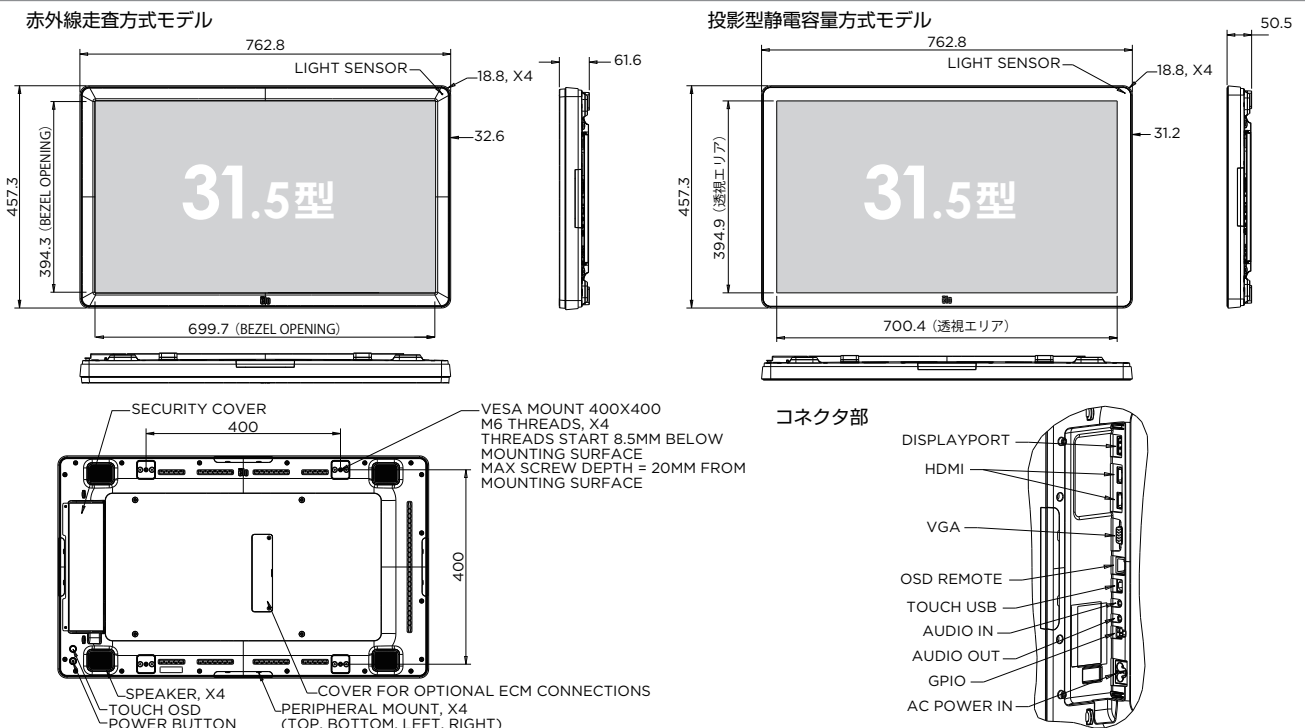 赤外線走査方式モデル
762.8
LIGHT SENSOR
18.8, X4
61.6
457.3
394.3 (BEZEL OPENING)
31.5型
32.6
elo
699.7 (BEZEL OPENING)
投影型静電容量方式モデル
762.8
LIGHT SENSOR
18.8, X4
50.5
457.3
394.9 (透視エリア)
31.5型
31.2
elo
700.4 (透視エリア)
SECURITY COVER
400
VESA MOUNT 400X400
M6 THREADS, X4
THREADS START 8.5MM BELOW
MOUNTING SURFACE
MAX SCREW DEPTH = 20MM FROM
MOUNTING SURFACE
400
SPEAKER, X4
TOUCH OSD
POWER BUTTON
COVER FOR OPTIONAL ECM CONNECTIONS
PERIPHERAL MOUNT, X4
(TOP, BOTTOM, LEFT, RIGHT)
コネクタ部
DISPLAYPORT
HDMI
VGA
OSD REMOTE
TOUCH USB
AUDIO IN
AUDIO OUT
GPIO
AC POWER IN